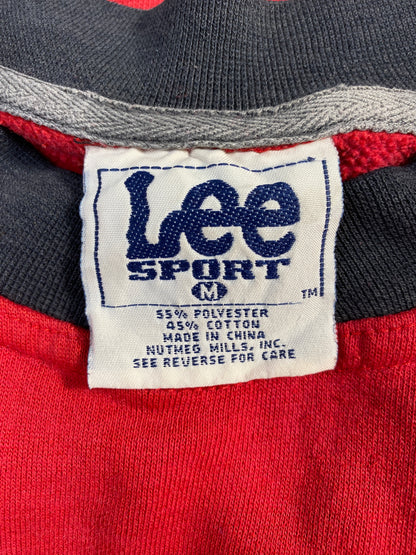 Lee
SPORT
M
TM
55% POLYESTER
45% COTTON
MADE IN CHINA
NUTMEG MILLS, INC.
SEE REVERSE FOR CARE